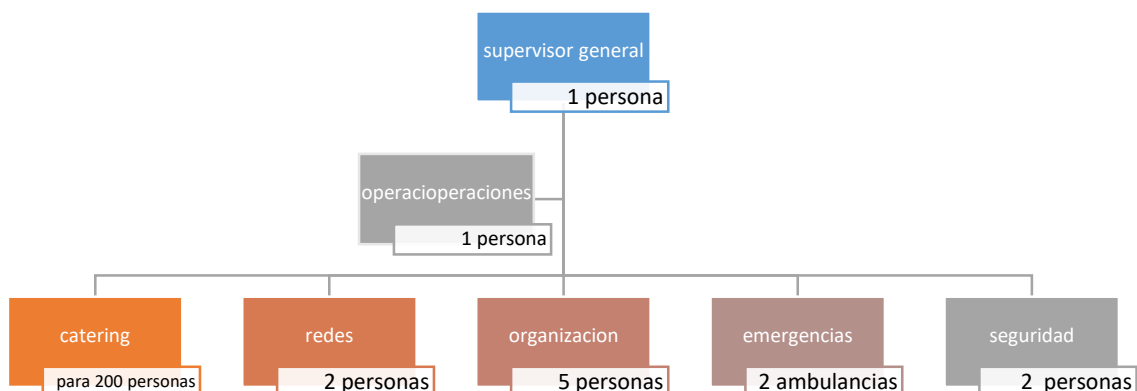 supervisor general
1 persona
operacioperaciones
1 persona
catering
para 200 personas
redes
2 personas
organizacion
5 personas
emergencias
2 ambulancias
seguridad
2 personas